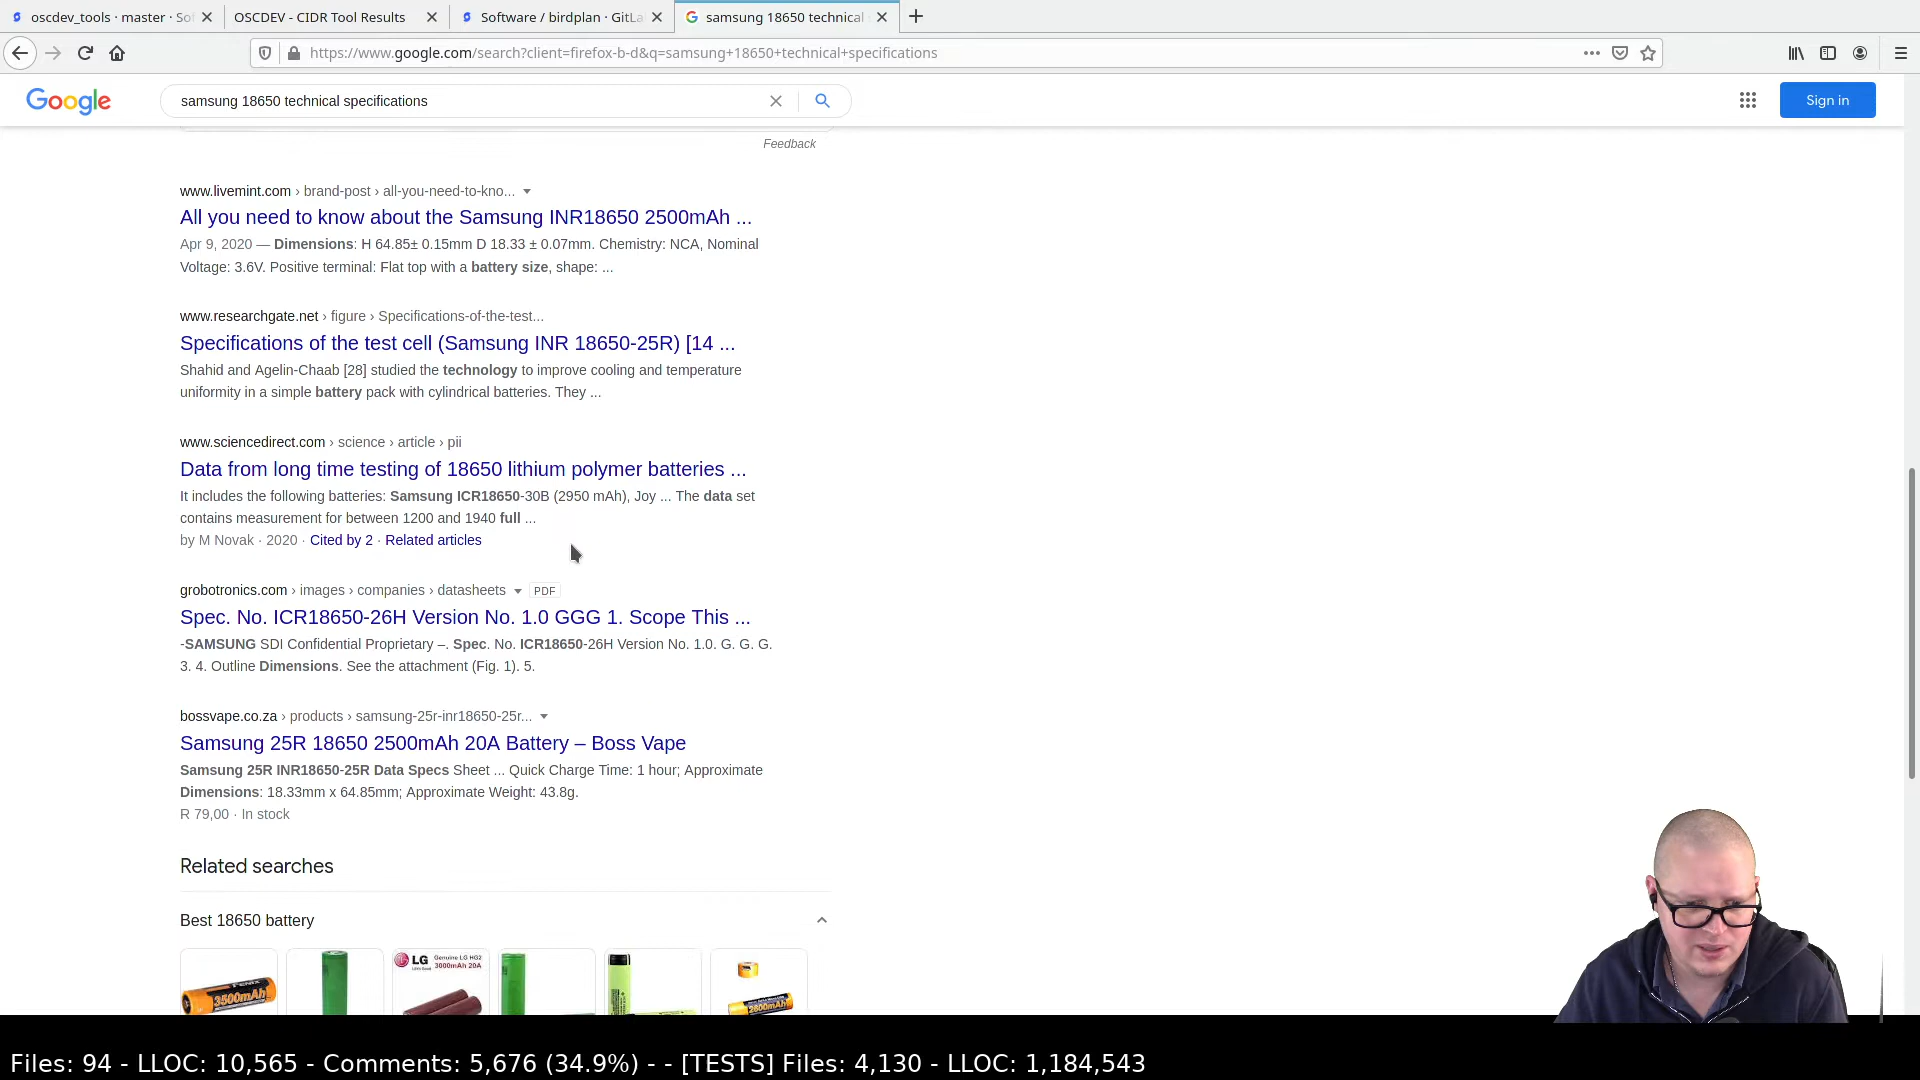 oscdev_tools · master · Sof
OSCDEV - CIDR Tool Results
Software / birdplan · GitLa
samsung 18650 technical
https://www.google.com/search?client=firefox-b-d&q=samsung+18650+technical+specifications
Google
samsung 18650 technical specifications
Sign in
Feedback
www.livemint.com › brand-post › all-you-need-to-kno...
All you need to know about the Samsung INR18650 2500mAh ...
Apr 9, 2020 — Dimensions: H 64.85± 0.15mm D 18.33 ± 0.07mm. Chemistry: NCA, Nominal
Voltage: 3.6V. Positive terminal: Flat top with a battery size, shape: ...
www.researchgate.net › figure › Specifications-of-the-test...
Specifications of the test cell (Samsung INR 18650-25R) [14 ...
Shahid and Agelin-Chaab [28] studied the technology to improve cooling and temperature
uniformity in a simple battery pack with cylindrical batteries. They ...
www.sciencedirect.com › science › article › pii
Data from long time testing of 18650 lithium polymer batteries ...
It includes the following batteries: Samsung ICR18650-30B (2950 mAh), Joy ... The data set
contains measurement for between 1200 and 1940 full ...
by M Novak · 2020 · Cited by 2 · Related articles
grobotronics.com › images › companies › datasheets PDF
Spec. No. ICR18650-26H Version No. 1.0 GGG 1. Scope This ...
-SAMSUNG SDI Confidential Proprietary –. Spec. No. ICR18650-26H Version No. 1.0. G. G. G.
3. 4. Outline Dimensions. See the attachment (Fig. 1). 5.
bossvape.co.za › products › samsung-25r-inr18650-25r...
Samsung 25R 18650 2500mAh 20A Battery – Boss Vape
Samsung 25R INR18650-25R Data Specs Sheet ... Quick Charge Time: 1 hour; Approximate
Dimensions: 18.33mm x 64.85mm; Approximate Weight: 43.8g.
R 79,00 · In stock
Related searches
Best 18650 battery
LG Genuine LG HG2
3000mAh 20A
3500mAh
2600mAh
Files: 94 - LLOC: 10,565 - Comments: 5,676 (34.9%) - - [TESTS] Files: 4,130 - LLOC: 1,184,543